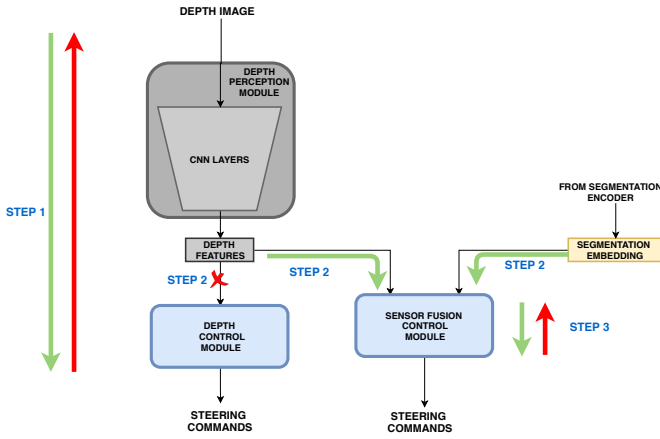 DEPTH IMAGE
DEPTH
PERCEPTION
MODULE
CNN LAYERS
STEP 1
FROM SEGMENTATION
ENCODER
DEPTH
FEATURES
SEGMENTATION
EMBEDDING
STEP 2
STEP 2
STEP 2
DEPTH
CONTROL
MODULE
SENSOR FUSION
CONTROL
MODULE
STEP 3
STEERING
COMMANDS
STEERING
COMMANDS